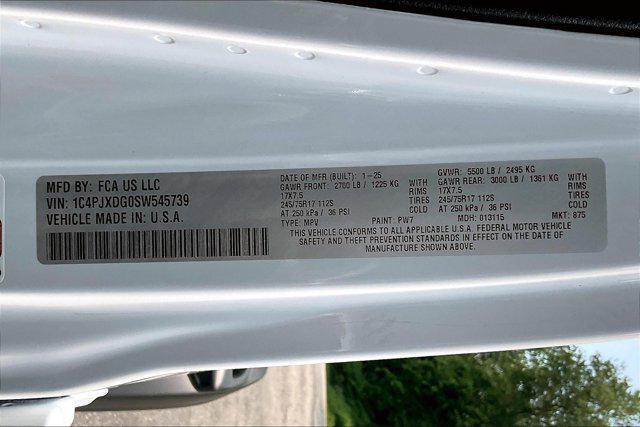 MFD BY: FCA US LLC
VIN: 1C4PJXDG0SW545739
VEHICLE MADE IN U.S.A.
DATE OF MFR (BUILT): 1-25
GAWR FRONT: 2700 LB / 1225 KG
17X7.5
245/75R17 112S
AT 250 kPa / 36 PSI
TYPE: MPV
PAINT: PW7
WITH
RIMS
TIRES
COLD
GVWR: 5500 LB / 2495 KG
GAWR REAR: 3000 LB / 1361 KG
17X7.5
245/75R17 112S
AT 250 kPa / 36 PSI
MDH: 013115
MKT: 875
WITH
RIMS
TIRES
COLD
THIS VEHICLE CONFORMS TO ALL APPLICABLE U.S.A. FEDERAL MOTOR VEHICLE
SAFETY AND THEFT PREVENTION STANDARDS IN EFFECT ON THE DATE OF
MANUFACTURE SHOWN ABOVE.